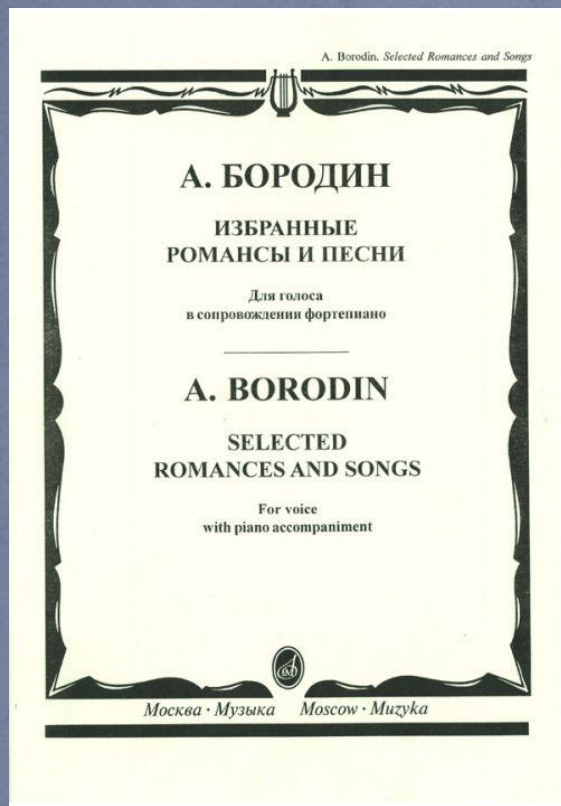 A. Borodin. Selected Romances and Songs
А. БОРОДИН
ИЗБРАННЫЕ
РОМАНСЫ И ПЕСНИ
Для голоса
в сопровождении фортепиано
A. BORODIN
SELECTED
ROMANCES AND SONGS
For voice
with piano accompaniment
Москва · Музыка Moscow · Muzyka